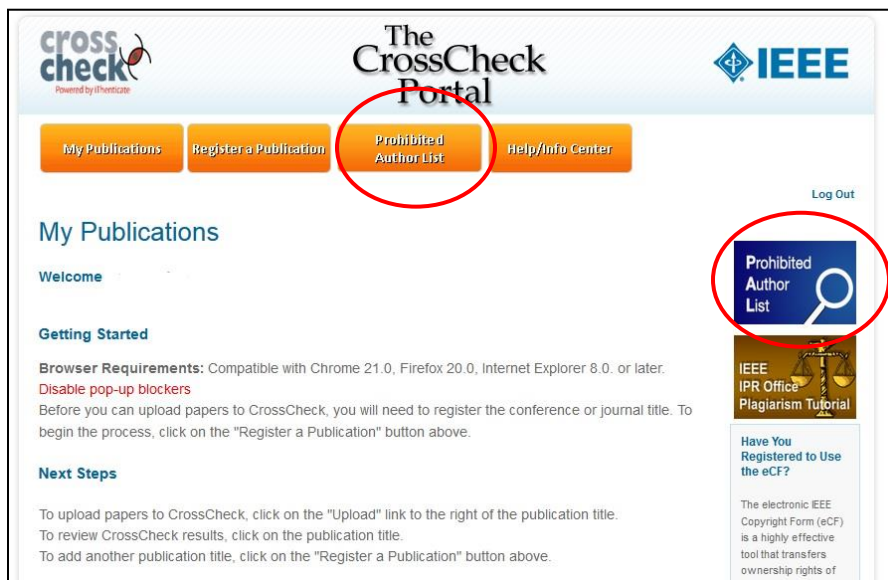 cross
check
Powered by iThenticate
The
CrossCheck
Portal
IEEE
My Publications
Register a Publication
Prohibited
Author List
Help/Info Center
Log Out
My Publications
Welcome
Getting Started
Browser Requirements: Compatible with Chrome 21.0, Firefox 20.0, Internet Explorer 8.0. or later.
Disable pop-up blockers
Before you can upload papers to CrossCheck, you will need to register the conference or journal title. To
begin the process, click on the "Register a Publication" button above.
Next Steps
To upload papers to CrossCheck, click on the "Upload" link to the right of the publication title.
To review CrossCheck results, click on the publication title.
To add another publication title, click on the "Register a Publication" button above.
Prohibited
Author
List
IEEE
IPR Office
Plagiarism Tutorial
Have You
Registered to Use
the eCF?
The electronic IEEE
Copyright Form (eCF)
is a highly effective
tool that transfers
ownership rights of